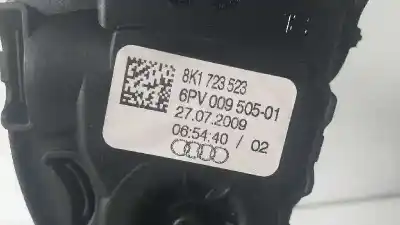 8K1 723 523
6PV 009 505-01
27.07.2009
06:54:40 / 02